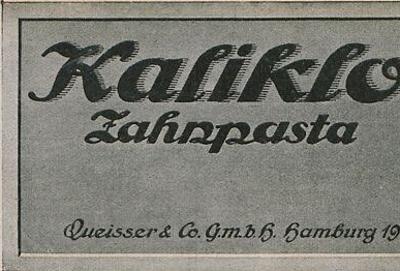 Kaliklo
Zahnpasta
Queisser & Co. G.m.b.H. Hamburg 19